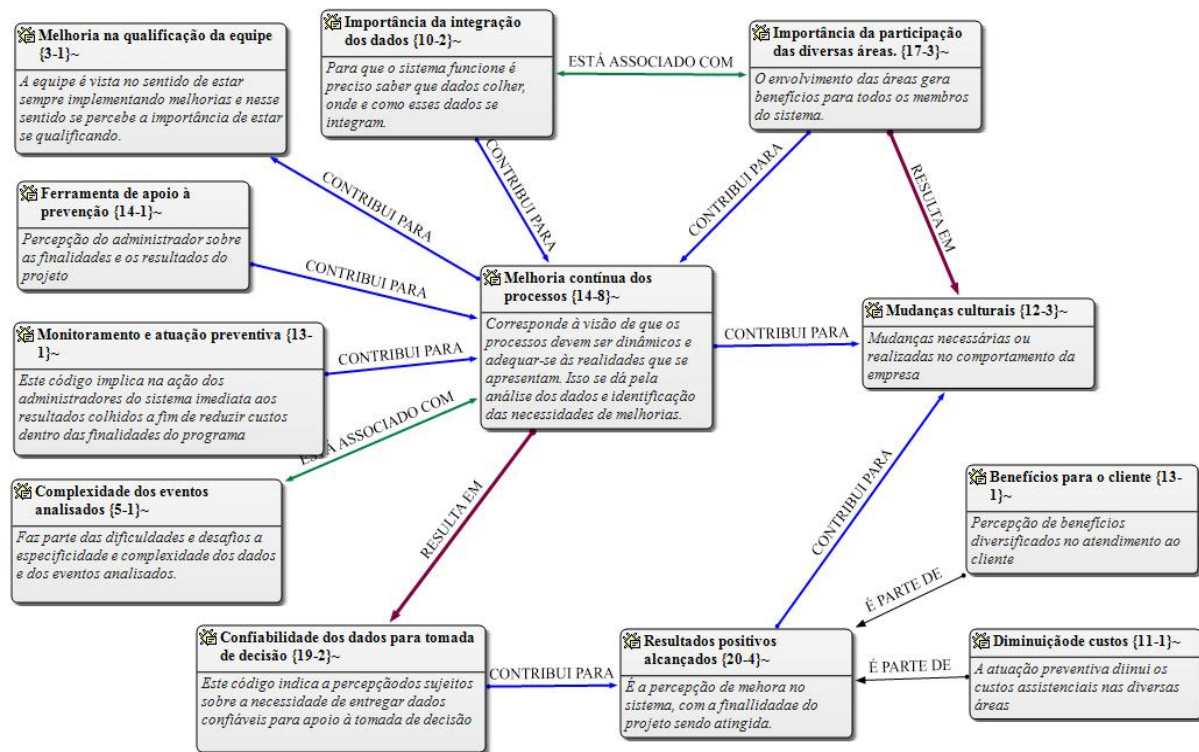 Melhoria na qualificação da equipe
{3-1}~
A equipe é vista no sentido de estar
sempre implementando melhorias e nesse
sentido se percebe a importância de estar
se qualificando.
Importância da integração
dos dados {10-2}~
Para que o sistema funcione é
preciso saber que dados colher,
onde e como esses dados se
integram.
ESTÁ ASSOCIADO COM
Importância da participação
das diversas áreas. {17-3}~
O envolvimento das áreas gera
benefícios para todos os membros
do sistema.
CONTRIBUI PARA
CONTRIBUI PARA
CONTRIBUI PARA
RESULTA EM
Ferramenta de apoio à
prevenção {14-1}~
Percepção do administrador sobre
as finalidades e os resultados do
projeto
CONTRIBUI PARA
Melhoria contínua dos
processos {14-8}~
Corresponde à visão de que os
processos devem ser dinâmicos e
adequar-se às realidades que se
apresentam. Isso se dá pela
análise dos dados e identificação
das necessidades de melhorias.
CONTRIBUI PARA
Mudanças culturais {12-3}~
Mudanças necessárias ou
realizadas no comportamento da
empresa
Monitoramento e atuação preventiva {13-
1}~
Este código implica na ação dos
administradores do sistema imediata aos
resultados colhidos a fim de reduzir custos
dentro das finalidades do programa
CONTRIBUI PARA
ESTÁ ASSOCIADO COM
Complexidade dos eventos
analisados {5-1}~
Faz parte das dificuldades e desafios a
especificidade e complexidade dos dados
e dos eventos analisados.
RESULTA EM
CONTRIBUI PARA
Benefícios para o cliente {13-
1}~
Percepção de benefícios
diversificados no atendimento ao
cliente
É PARTE DE
Confiabilidade dos dados para tomada
de decisão {19-2}~
Este código indica a percepçãodos sujeitos
sobre a necessidade de entregar dados
confiáveis para apoio à tomada de decisão
CONTRIBUI PARA
Resultados positivos
alcançados {20-4}~
É a percepção de mehora no
sistema, com a finallidadae do
projeto sendo atingida.
É PARTE DE
Diminuiçãode custos {11-1}~
A atuação preventiva diinui os
custos assistenciais nas diversas
áreas